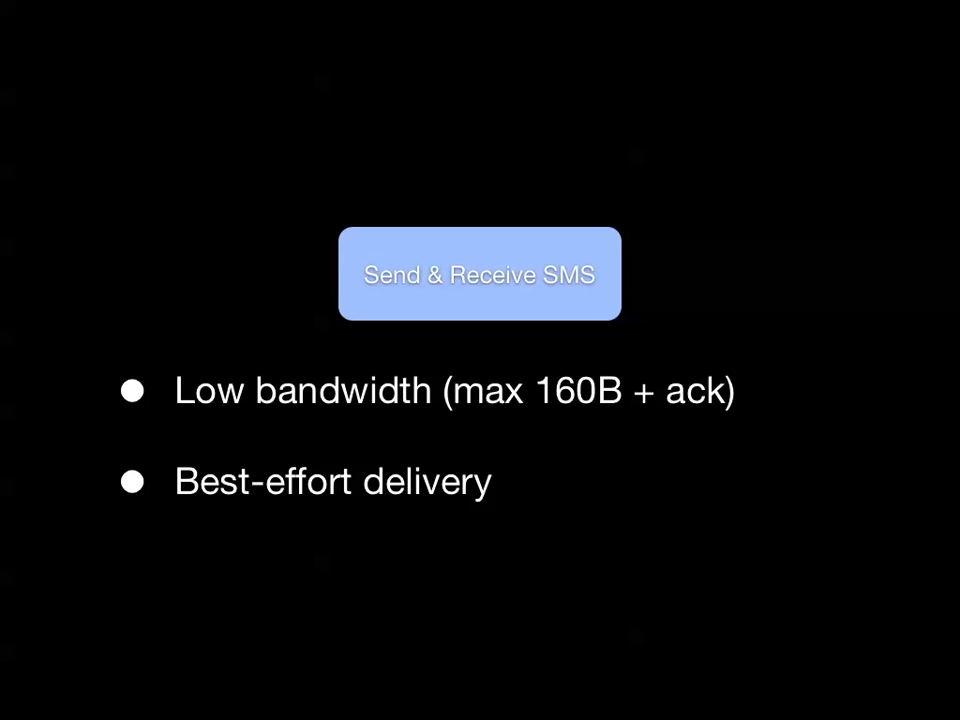 Send & Receive SMS
● Low bandwidth (max 160B + ack)
● Best-effort delivery